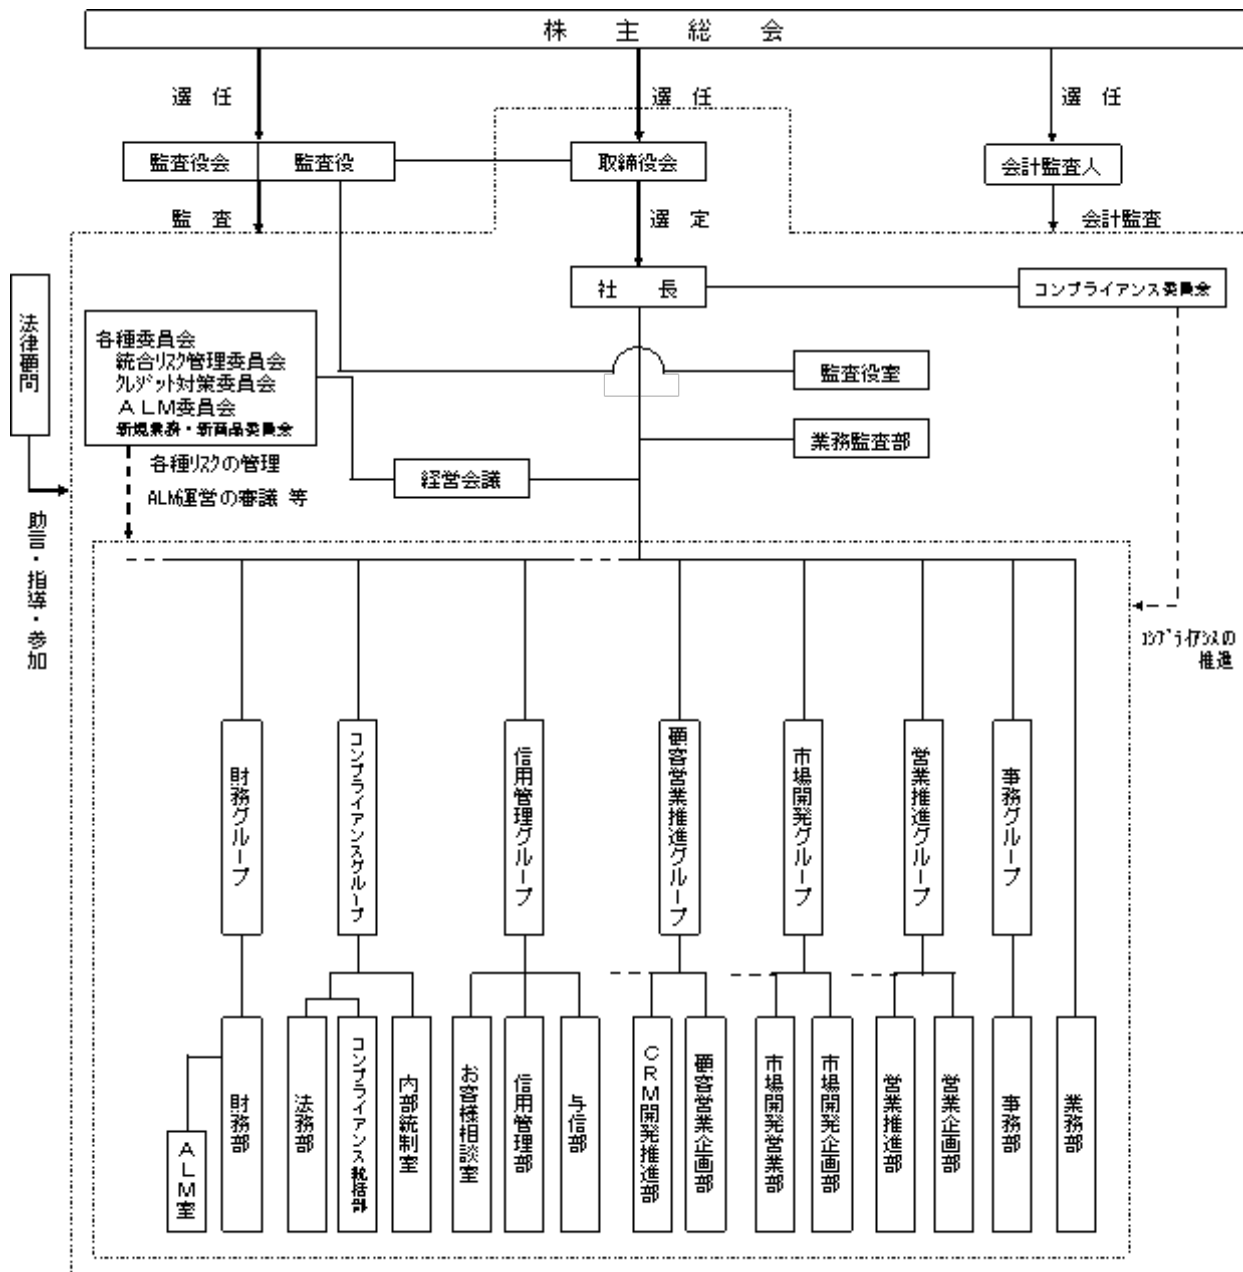 株 主 総 会
選 任
選 任
選 任
監査役会
監査役
取締役会
会計監査人
監 査
選 定
会計監査
社 長
コンプライアンス委員会
法律顧問
各種委員会
統合リスク管理委員会
クレジット対策委員会
ALM委員会
新規業務・新商品委員会
監査役室
業務監査部
経営会議
各種リスクの管理
ALM運営の審議 等
助言・指導・参加
コンプライアンスの
推進
財務グループ
コンプライアンスグループ
信用管理グループ
顧客営業推進グループ
市場開発グループ
営業推進グループ
事務グループ
ALM室
財務部
法務部
コンプライアンス統括部
内部統制室
お客様相談室
信用管理部
与信部
CRM開発推進部
顧客営業企画部
市場開発営業部
市場開発企画部
営業推進部
営業企画部
事務部
業務部